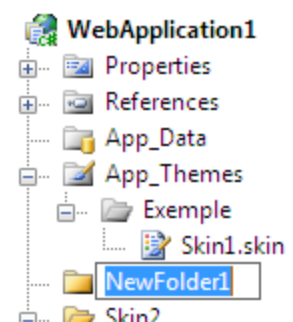 WebApplication1
Properties
References
App_Data
App_Themes
Exemple
Skin1.skin
NewFolder1
Skin2